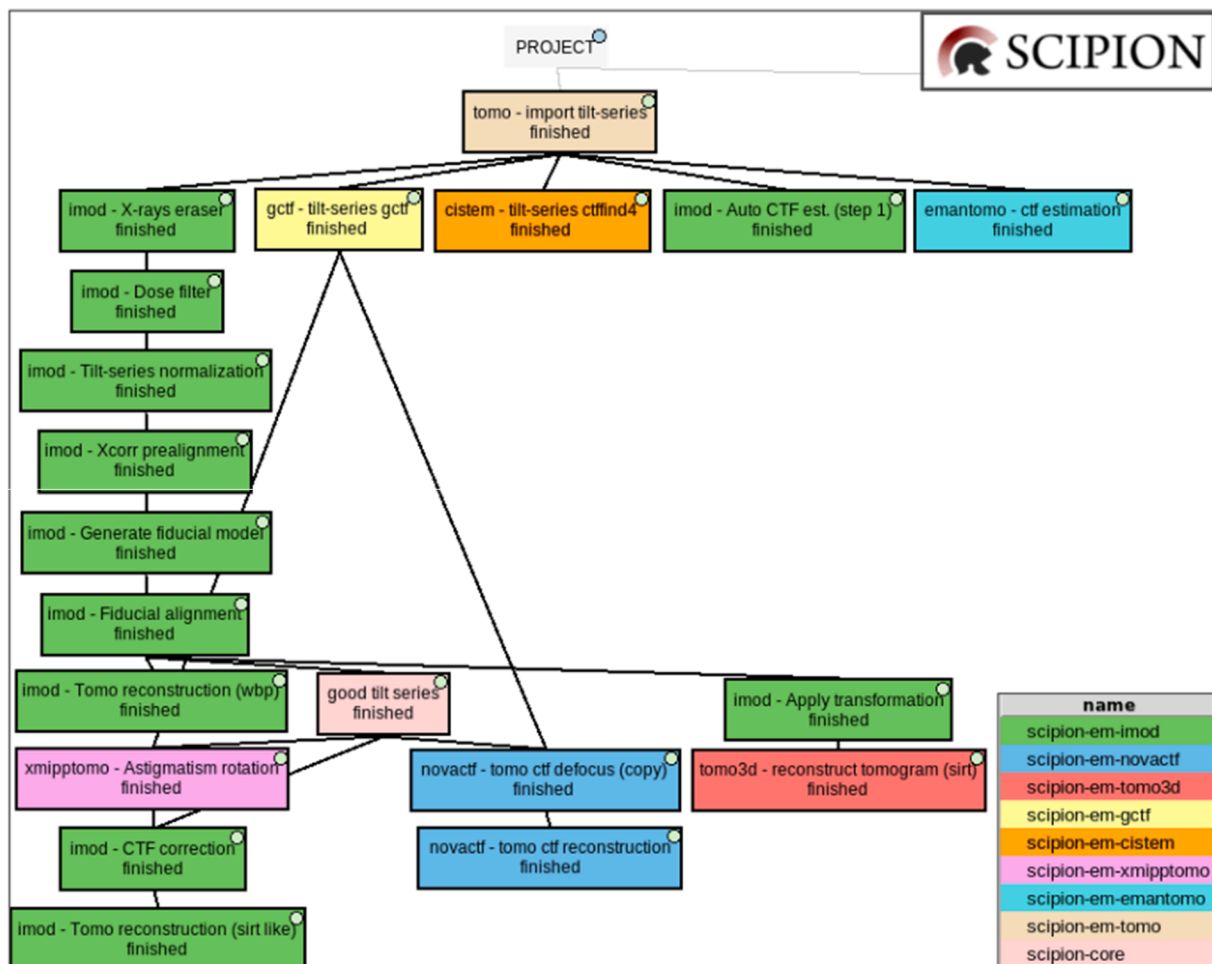 PROJECT
SCIPION
tomo - import tilt-series
finished
imod - X-rays eraser
finished
gctf - tilt-series gctf
finished
cistem - tilt-series ctffind4
finished
imod - Auto CTF est. (step 1)
finished
emantomo - ctf estimation
finished
imod - Dose filter
finished
imod - Tilt-series normalization
finished
imod - Xcorr prealignment
finished
imod - Generate fiducial model
finished
imod - Fiducial alignment
finished
imod - Tomo reconstruction (wbp)
finished
good tilt series
finished
imod - Apply transformation
finished
xmipptomo - Astigmatism rotation
finished
novactf - tomo ctf defocus (copy)
finished
tomo3d - reconstruct tomogram (sirt)
finished
imod - CTF correction
finished
novactf - tomo ctf reconstruction
finished
imod - Tomo reconstruction (sirt like)
finished
name
scipion-em-imod
scipion-em-novactf
scipion-em-tomo3d
scipion-em-gctf
scipion-em-cistem
scipion-em-xmipptomo
scipion-em-emantomo
scipion-em-tomo
scipion-core